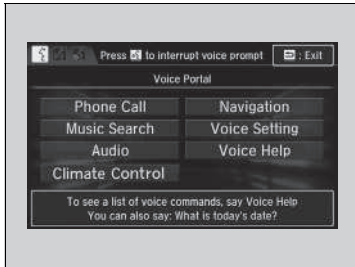 Press to interrupt voice prompt : Exit
Voice Portal
Phone Call Navigation
Music Search Voice Setting
Audio Voice Help
Climate Control
To see a list of voice commands, say Voice Help
You can also say: What is today's date?